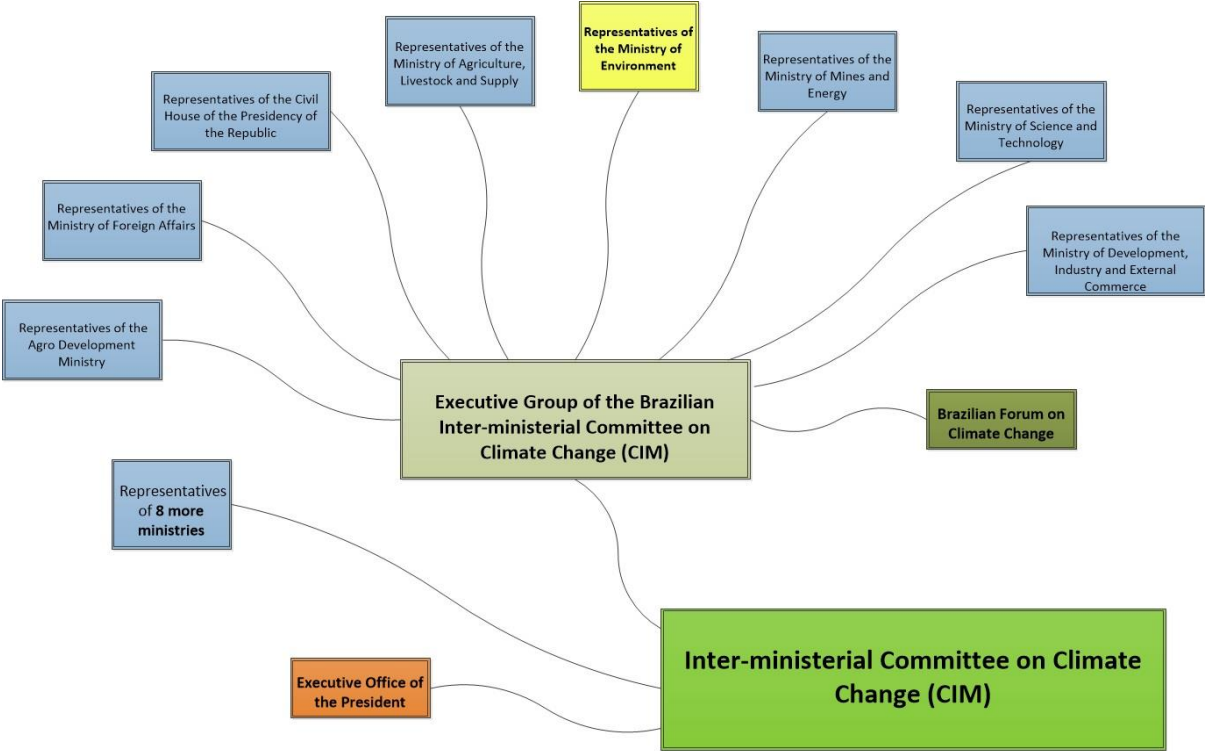 Representatives of
the Ministry of
Environment
Representatives of the
Ministry of Agriculture,
Livestock and Supply
Representatives of the
Ministry of Mines and
Energy
Representatives of the Civil
House of the Presidency of
the Republic
Representatives of the
Ministry of Science and
Technology
Representatives of the
Ministry of Foreign Affairs
Representatives of the
Ministry of Development,
Industry and External
Commerce
Representatives of the
Agro Development
Ministry
Executive Group of the Brazilian
Inter-ministerial Committee on
Climate Change (CIM)
Brazilian Forum on
Climate Change
Representatives
of 8 more
ministries
Inter-ministerial Committee on Climate
Change (CIM)
Executive Office of
the President